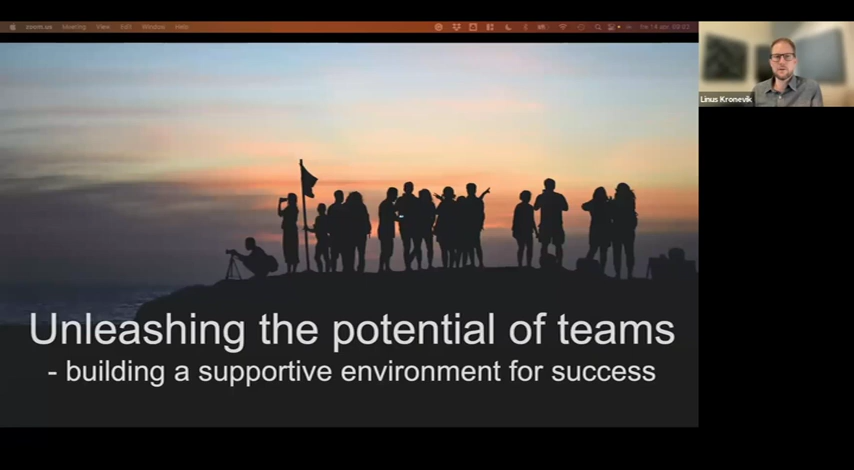 zoom.us Meeting View Edit Window Help
Linus Kronevik
Unleashing the potential of teams
- building a supportive environment for success